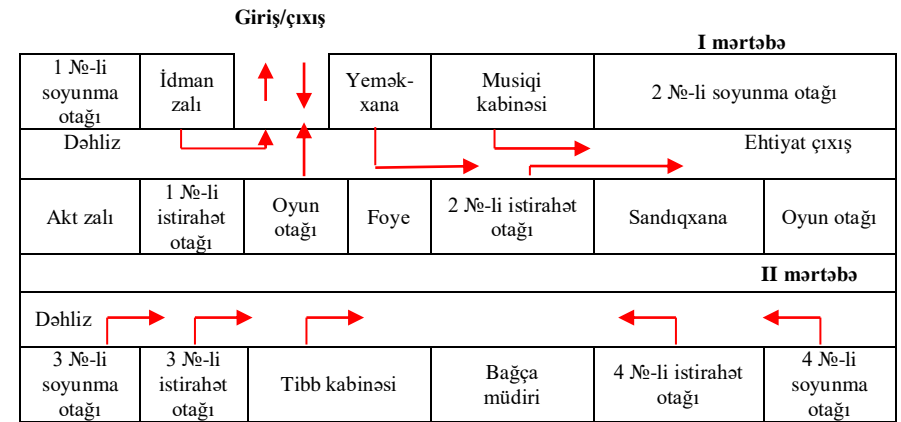 Giriş/çıxış
I mərtəbə
1 №-li
soyunma
otağı
İdman
zalı
Yemək-
xana
Musiqi
kabinəsi
2 №-li soyunma otağı
Dəhliz
Ehtiyat çıxış
Akt zalı
1 №-li
istirahət
otağı
Oyun
otağı
Foye
2 №-li istirahət
otağı
Sandıqxana
Oyun otağı
II mərtəbə
Dəhliz
3 №-li
soyunma
otağı
3 №-li
istirahət
otağı
Tibb kabinəsi
Bağça
müdiri
4 №-li istirahət
otağı
4 №-li
soyunma
otağı